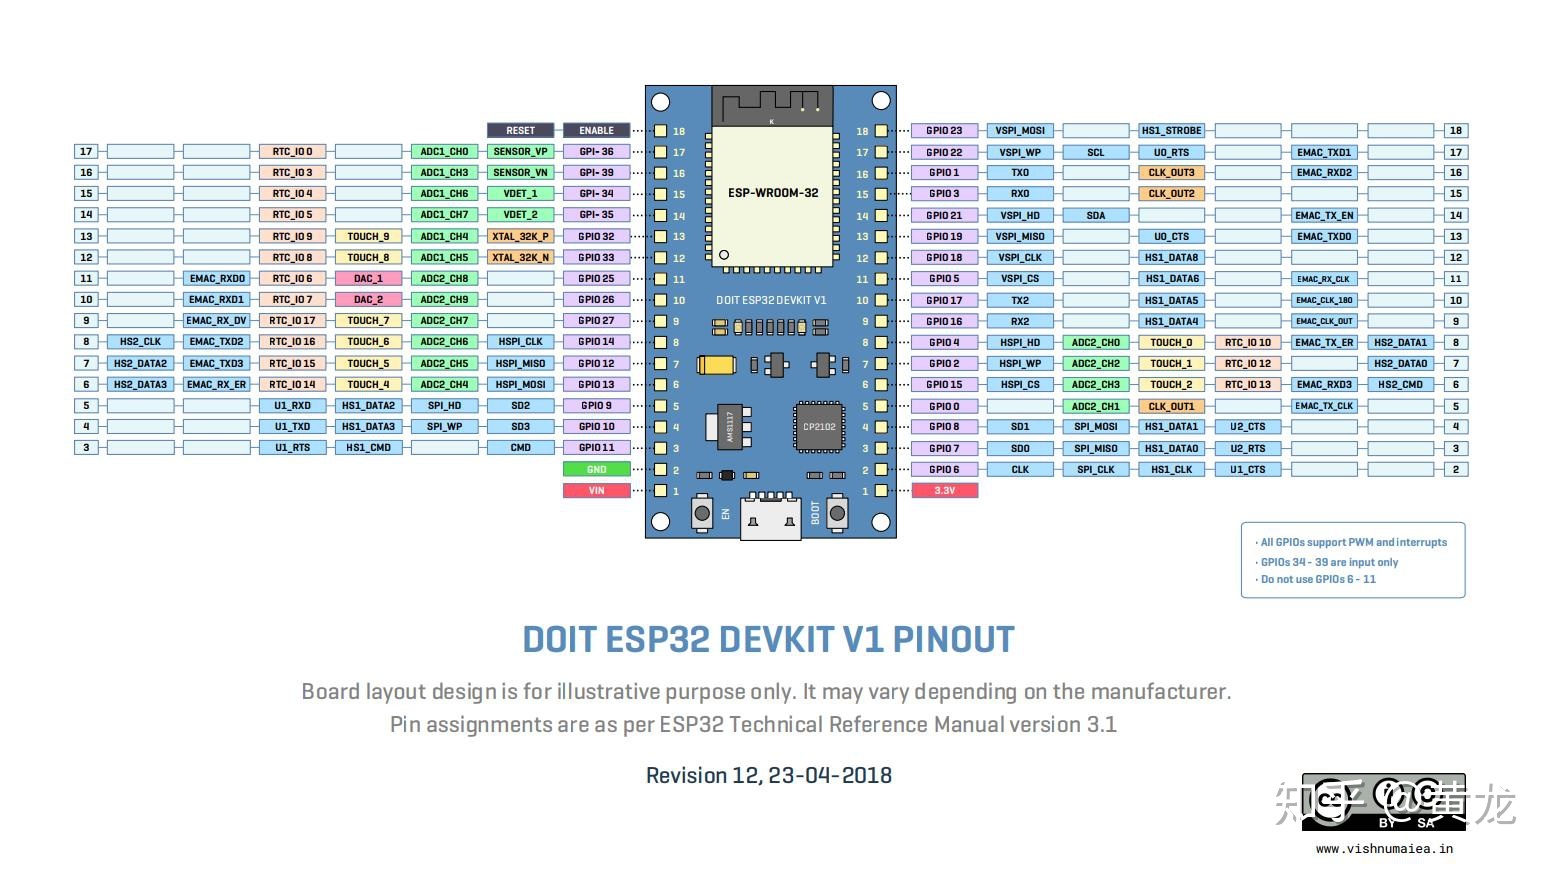 RESET ENABLE 18 18 GPIO 23 VSPI_MOSI HS1_STROBE 18
17 RTC_IO 0 ADC1_CH0 SENSOR_VP GPI- 36 17 17 GPIO 22 VSPI_WP SCL U0_RTS EMAC_TXD1 17
16 RTC_IO 3 ADC1_CH3 SENSOR_VN GPI- 39 16 16 GPIO 1 TX0 CLK_OUT3 EMAC_RXD2 16
15 RTC_IO 4 ADC1_CH6 VDET_1 GPI- 34 15 15 GPIO 3 RX0 CLK_OUT2 15
14 RTC_IO 5 ADC1_CH7 VDET_2 GPI- 35 14 14 GPIO 21 VSPI_HD SDA EMAC_TX_EN 14
13 RTC_IO 9 TOUCH_9 ADC1_CH4 XTAL_32K_P GPIO 32 13 13 GPIO 19 VSPI_MISO U0_CTS EMAC_TXD0 13
12 RTC_IO 8 TOUCH_8 ADC1_CH5 XTAL_32K_N GPIO 33 12 12 GPIO 18 VSPI_CLK HS1_DATA8 12
11 EMAC_RXD0 RTC_IO 6 DAC_1 ADC2_CH8 GPIO 25 11 11 GPIO 5 VSPI_CS HS1_DATA6 EMAC_RX_CLK 11
10 EMAC_RXD1 RTC_IO 7 DAC_2 ADC2_CH9 GPIO 26 10 10 GPIO 17 TX2 HS1_DATA5 EMAC_CLK_180 10
9 EMAC_RX_DV RTC_IO 17 TOUCH_7 ADC2_CH7 GPIO 27 9 9 GPIO 16 RX2 HS1_DATA4 EMAC_CLK_OUT 9
8 HS2_CLK EMAC_TXD2 RTC_IO 16 TOUCH_6 ADC2_CH6 HSPI_CLK GPIO 14 8 8 GPIO 4 HSPI_HD ADC2_CH0 TOUCH_0 RTC_IO 10 EMAC_TX_ER HS2_DATA1 8
7 HS2_DATA2 EMAC_TXD3 RTC_IO 15 TOUCH_5 ADC2_CH5 HSPI_MISO GPIO 12 7 7 GPIO 2 HSPI_WP ADC2_CH2 TOUCH_1 RTC_IO 12 HS2_DATA0 7
6 HS2_DATA3 EMAC_RX_ER RTC_IO 14 TOUCH_4 ADC2_CH4 HSPI_MOSI GPIO 13 6 6 GPIO 15 HSPI_CS ADC2_CH3 TOUCH_2 RTC_IO 13 EMAC_RXD3 HS2_CMD 6
5 U1_RXD HS1_DATA2 SPI_HD SD2 GPIO 9 5 5 GPIO 0 ADC2_CH1 CLK_OUT1 EMAC_TX_CLK 5
4 U1_TXD HS1_DATA3 SPI_WP SD3 GPIO 10 4 4 GPIO 8 SD1 SPI_MOSI HS1_DATA1 U2_CTS 4
3 U1_RTS HS1_CMD CMD GPIO 11 3 3 GPIO 7 SD0 SPI_MISO HS1_DATA0 U2_RTS 3
GND 2 2 GPIO 6 CLK SPI_CLK HS1_CLK U1_CTS 2
VIN 1 1 3.3V
K
ESP-WROOM-32
DOIT ESP32 DEVKIT V1
AMS1117
CP2102
EN
BOOT
· All GPIOs support PWM and interrupts
· GPIOs 34 - 39 are input only
· Do not use GPIOs 6 - 11
DOIT ESP32 DEVKIT V1 PINOUT
Board layout design is for illustrative purpose only. It may vary depending on the manufacturer.
Pin assignments are as per ESP32 Technical Reference Manual version 3.1
Revision 12, 23-04-2018
知乎 @黄龙
cc
BY SA
www.vishnumaiea.in